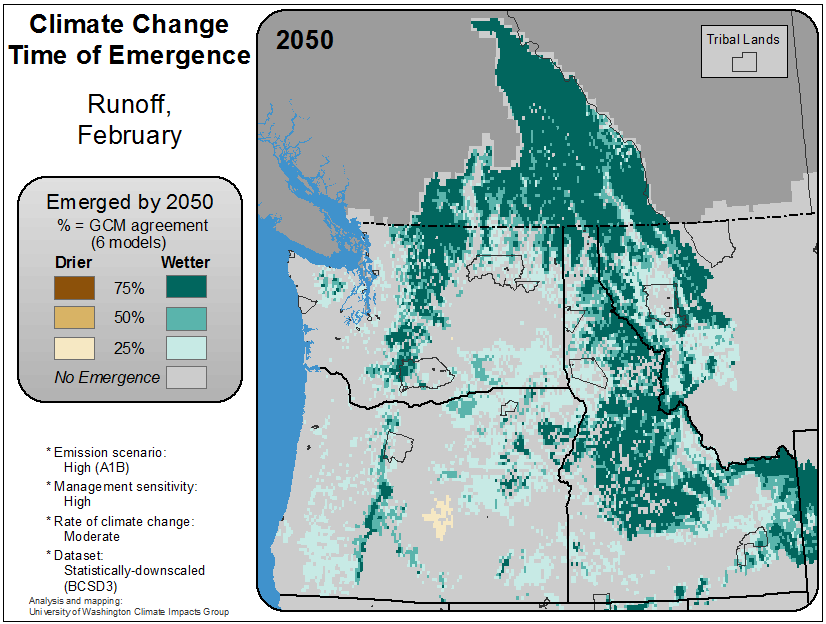 Climate Change
Time of Emergence
Runoff,
February
Emerged by 2050
% = GCM agreement
(6 models)
Drier Wetter
75%
50%
25%
No Emergence
* Emission scenario:
High (A1B)
* Management sensitivity:
High
* Rate of climate change:
Moderate
* Dataset:
Statistically-downscaled
(BCSD3)
Analysis and mapping:
University of Washington Climate Impacts Group
2050
Tribal Lands